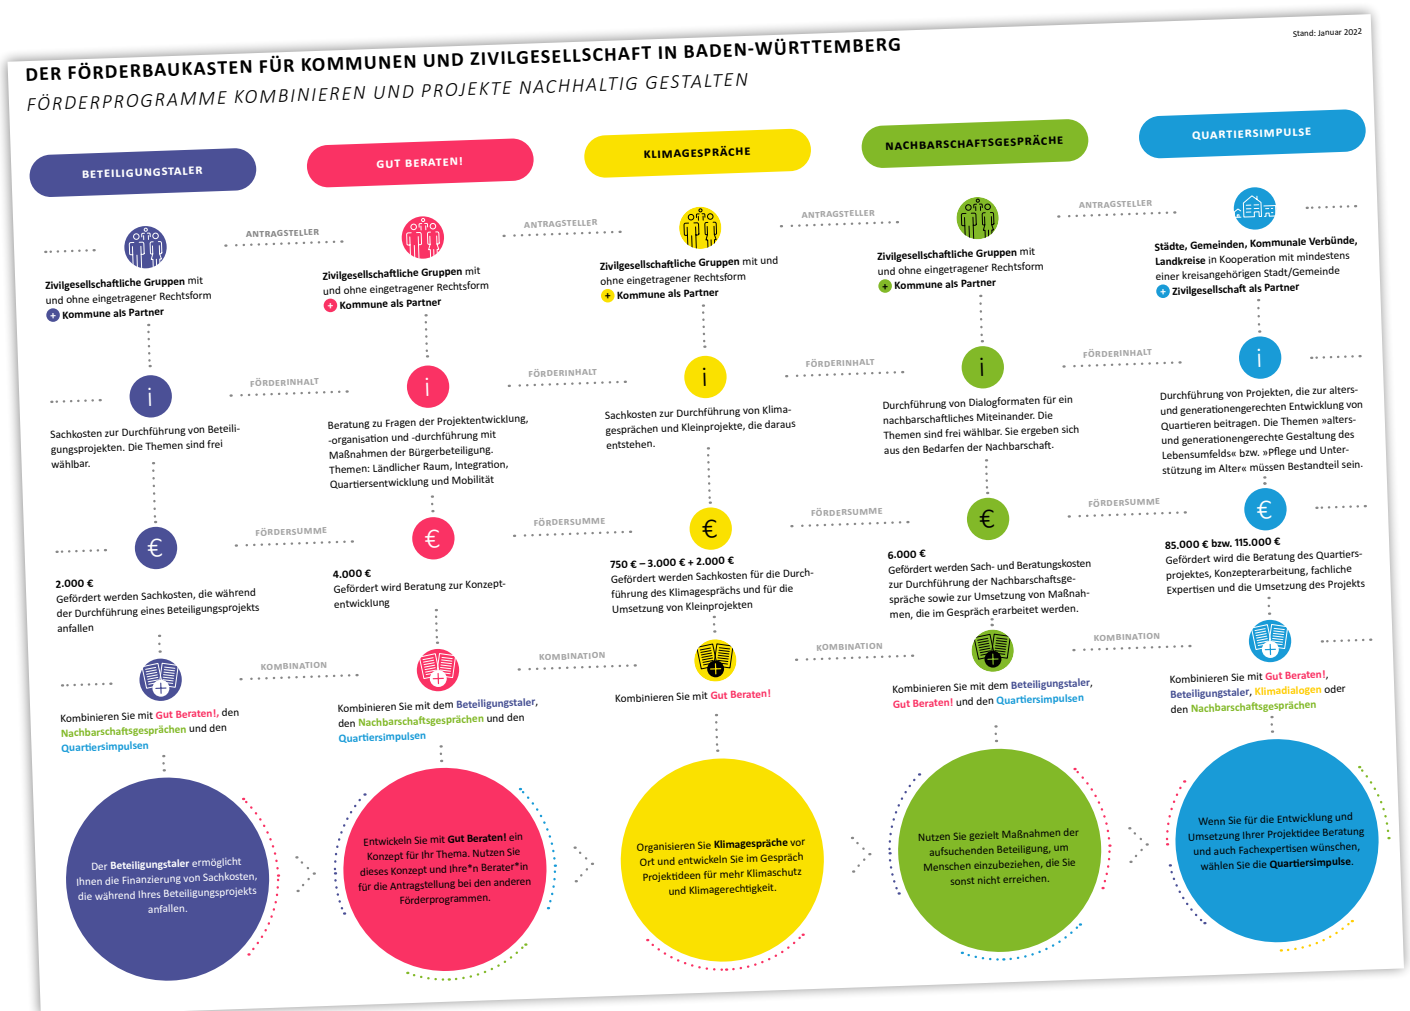 Stand: Januar 2022
DER FÖRDERBAUKASTEN FÜR KOMMUNEN UND ZIVILGESELLSCHAFT IN BADEN-WÜRTTEMBERG
FÖRDERPROGRAMME KOMBINIEREN UND PROJEKTE NACHHALTIG GESTALTEN
BETEILIGUNGSTALER
GUT BERATEN!
KLIMAGESPRÄCHE
NACHBARSCHAFTSGESPRÄCHE
QUARTIERSIMPULSE
ANTRAGSTELLER
ANTRAGSTELLER
ANTRAGSTELLER
ANTRAGSTELLER
Zivilgesellschaftliche Gruppen mit
und ohne eingetragener Rechtsform
+ Kommune als Partner
Zivilgesellschaftliche Gruppen mit
und ohne eingetragener Rechtsform
+ Kommune als Partner
Zivilgesellschaftliche Gruppen mit und
ohne eingetragener Rechtsform
+ Kommune als Partner
Zivilgesellschaftliche Gruppen mit
und ohne eingetragener Rechtsform
+ Kommune als Partner
Städte, Gemeinden, Kommunale Verbünde,
Landkreise in Kooperation mit mindestens
einer kreisangehörigen Stadt/Gemeinde
+ Zivilgesellschaft als Partner
i
FÖRDERINHALT
i
FÖRDERINHALT
i
FÖRDERINHALT
i
FÖRDERINHALT
i
Sachkosten zur Durchführung von Beteili-
gungsprojekten. Die Themen sind frei
wählbar.
Beratung zu Fragen der Projektentwicklung,
-organisation und -durchführung mit
Maßnahmen der Bürgerbeteiligung.
Themen: Ländlicher Raum, Integration,
Quartiersentwicklung und Mobilität
Sachkosten zur Durchführung von Klima-
gesprächen und Kleinprojekte, die daraus
entstehen.
Durchführung von Dialogformaten für ein
nachbarschaftliches Miteinander. Die
Themen sind frei wählbar. Sie ergeben sich
aus den Bedarfen der Nachbarschaft.
Durchführung von Projekten, die zur alters-
und generationengerechten Entwicklung von
Quartieren beitragen. Die Themen »alters-
und generationengerechte Gestaltung des
Lebensumfelds« bzw. »Pflege und Unter-
stützung im Alter« müssen Bestandteil sein.
€
FÖRDERSUMME
€
FÖRDERSUMME
€
FÖRDERSUMME
€
FÖRDERSUMME
€
2.000 €
Gefördert werden Sachkosten, die während
der Durchführung eines Beteiligungsprojekts
anfallen
4.000 €
Gefördert wird Beratung zur Konzept-
entwicklung
750 € – 3.000 € + 2.000 €
Gefördert werden Sachkosten für die Durch-
führung des Klimagesprächs und für die
Umsetzung von Kleinprojekten
6.000 €
Gefördert werden Sach- und Beratungskosten
zur Durchführung der Nachbarschaftsge-
spräche sowie zur Umsetzung von Maßnah-
men, die im Gespräch erarbeitet werden.
85.000 € bzw. 115.000 €
Gefördert wird die Beratung des Quartiers-
projektes, Konzepterarbeitung, fachliche
Expertisen und die Umsetzung des Projekts
KOMBINATION
KOMBINATION
KOMBINATION
KOMBINATION
Kombinieren Sie mit Gut Beraten!, den
Nachbarschaftsgesprächen und den
Quartiersimpulsen
Kombinieren Sie mit dem Beteiligungstaler,
den Nachbarschaftsgesprächen und den
Quartiersimpulsen
Kombinieren Sie mit Gut Beraten!
Kombinieren Sie mit dem Beteiligungstaler,
Gut Beraten! und den Quartiersimpulsen
Kombinieren Sie mit Gut Beraten!,
Beteiligungstaler, Klimadialogen oder
den Nachbarschaftsgesprächen
Der Beteiligungstaler ermöglicht
Ihnen die Finanzierung von Sachkosten,
die während Ihres Beteiligungsprojekts
anfallen.
Entwickeln Sie mit Gut Beraten! ein
Konzept für Ihr Thema. Nutzen Sie
dieses Konzept und Ihre*n Berater*in
für die Antragstellung bei den anderen
Förderprogrammen.
Organisieren Sie Klimagespräche vor
Ort und entwickeln Sie im Gespräch
Projektideen für mehr Klimaschutz
und Klimagerechtigkeit.
Nutzen Sie gezielt Maßnahmen der
aufsuchenden Beteiligung, um
Menschen einzubeziehen, die Sie
sonst nicht erreichen.
Wenn Sie für die Entwicklung und
Umsetzung Ihrer Projektidee Beratung
und auch Fachexpertisen wünschen,
wählen Sie die Quartiersimpulse.